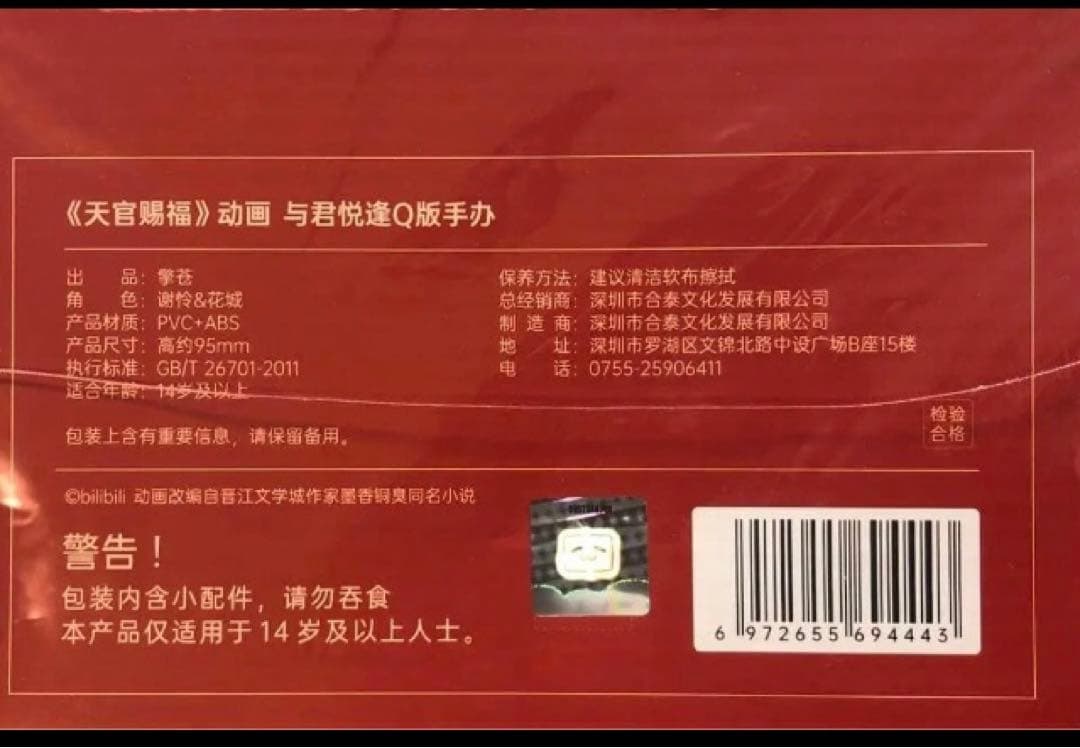 《天官赐福》动画 与君悦逢Q版手办
出品：擎苍
角色：谢怜&花城
产品材质：PVC+ABS
产品尺寸：高约95mm
执行标准：GB/T 26701-2011
适合年龄：14岁及以上
保养方法：建议清洁软布擦拭
总经销商：深圳市合泰文化发展有限公司
制造商：深圳市合泰文化发展有限公司
地址：深圳市罗湖区文锦北路中设广场B座15楼
电话：0755-25906411
包装上含有重要信息，请保留备用。
检验
合格
©bilibili 动画改编自晋江文学城作家墨香铜臭同名小说
警告！
包装内含小配件，请勿吞食
本产品仅适用于14岁及以上人士。
6 972655 694443